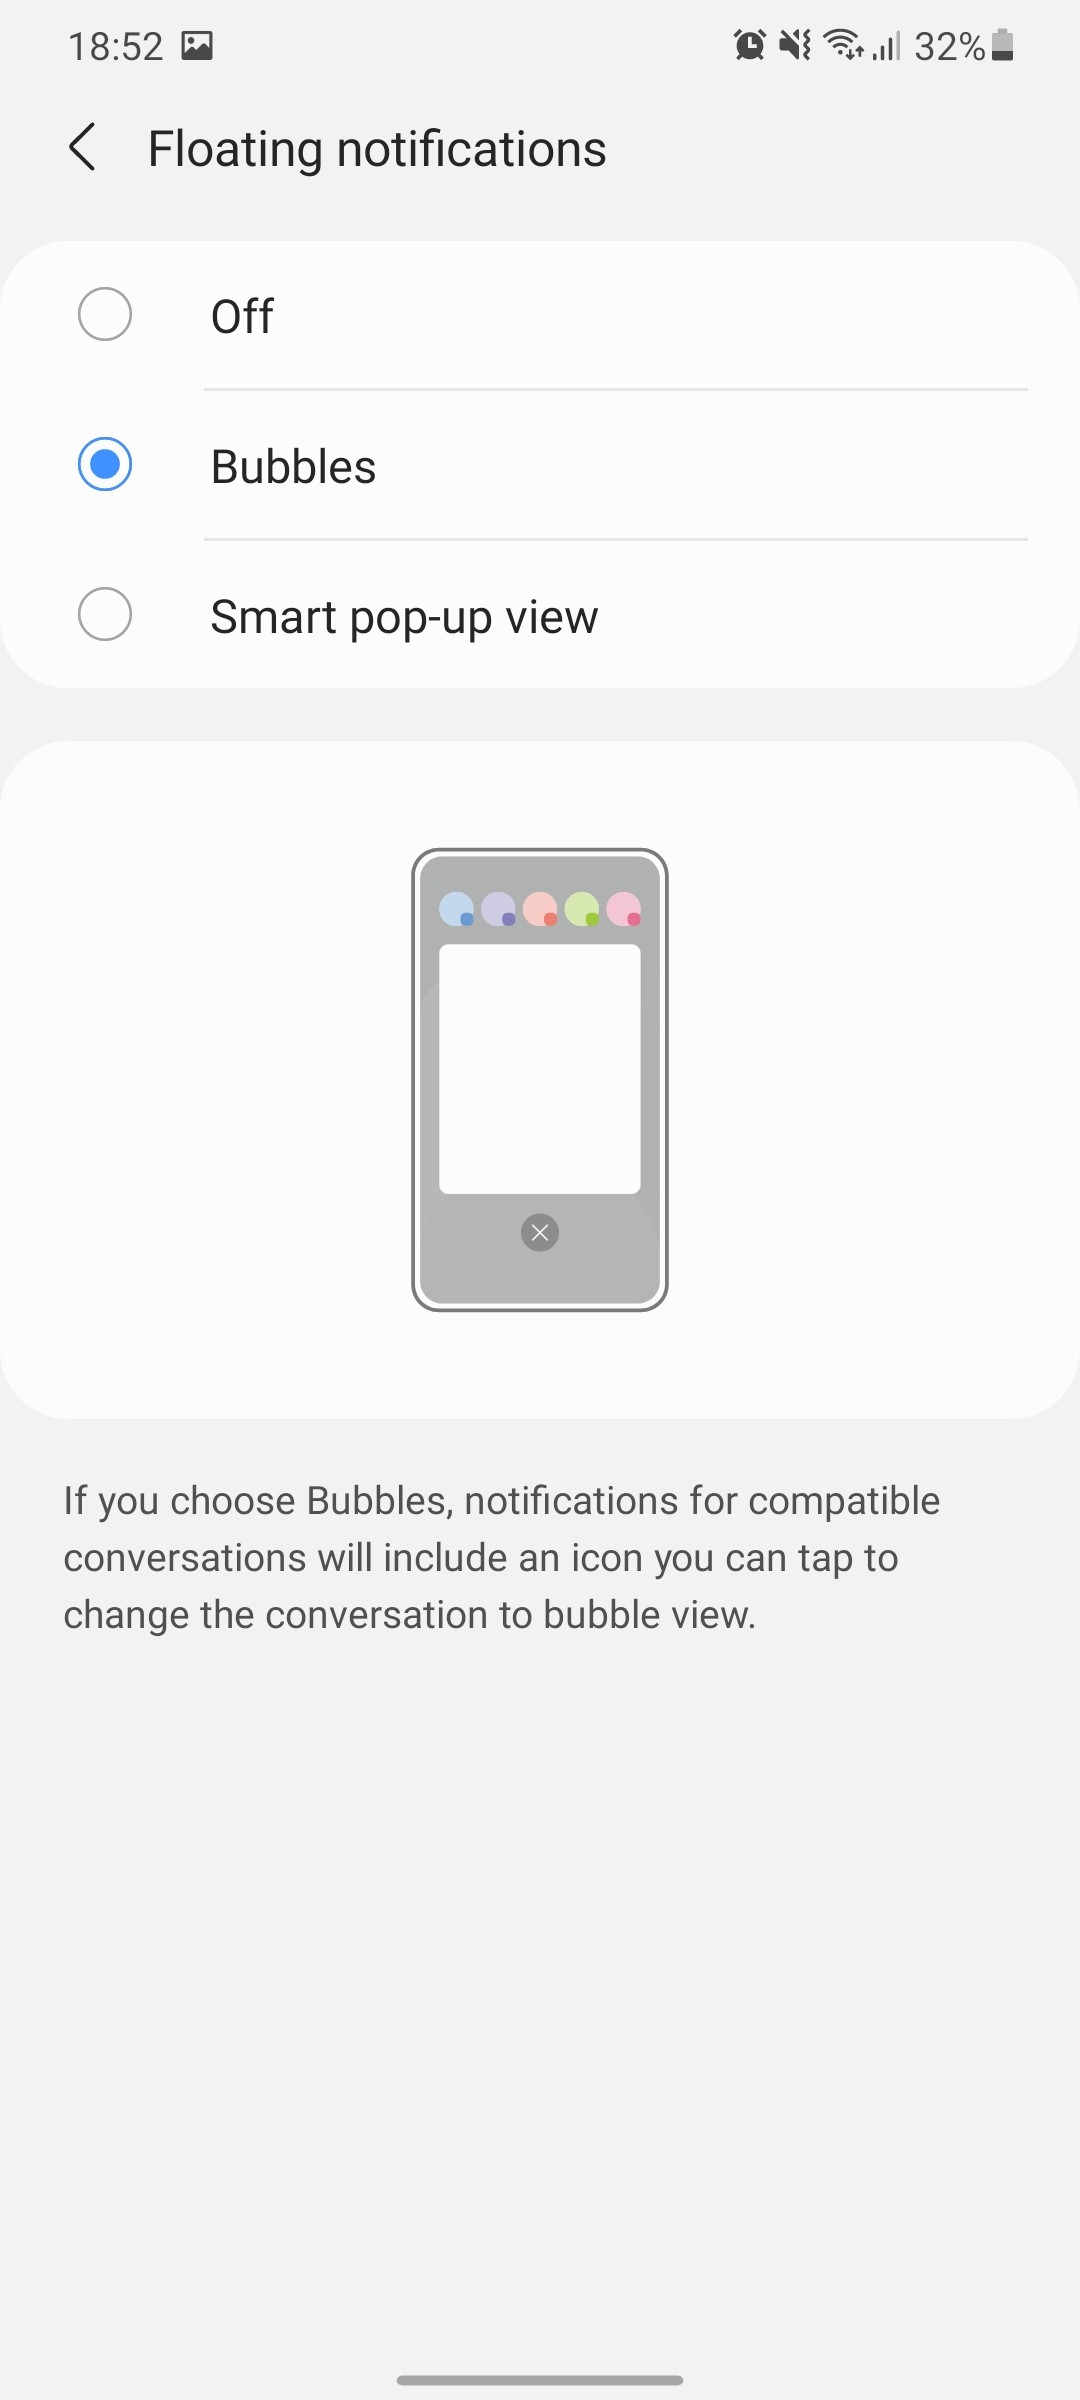 18:52 32%
Floating notifications
Off
Bubbles
Smart pop-up view
If you choose Bubbles, notifications for compatible
conversations will include an icon you can tap to
change the conversation to bubble view.